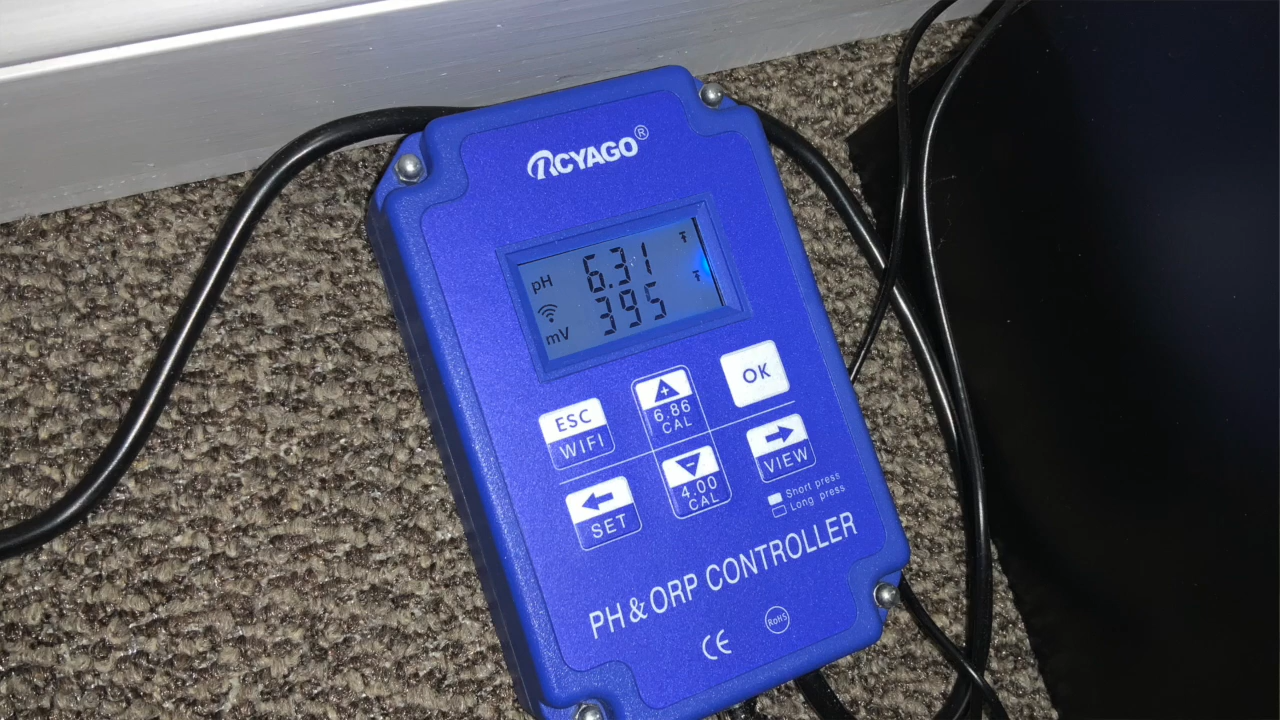 RCYAGO®
pH 6.31
mV 395
ESC
WIFI
+
6.86
CAL
OK
SET
-
4.00
CAL
VIEW
Short press
Long press
PH & ORP CONTROLLER
CE
RoHS